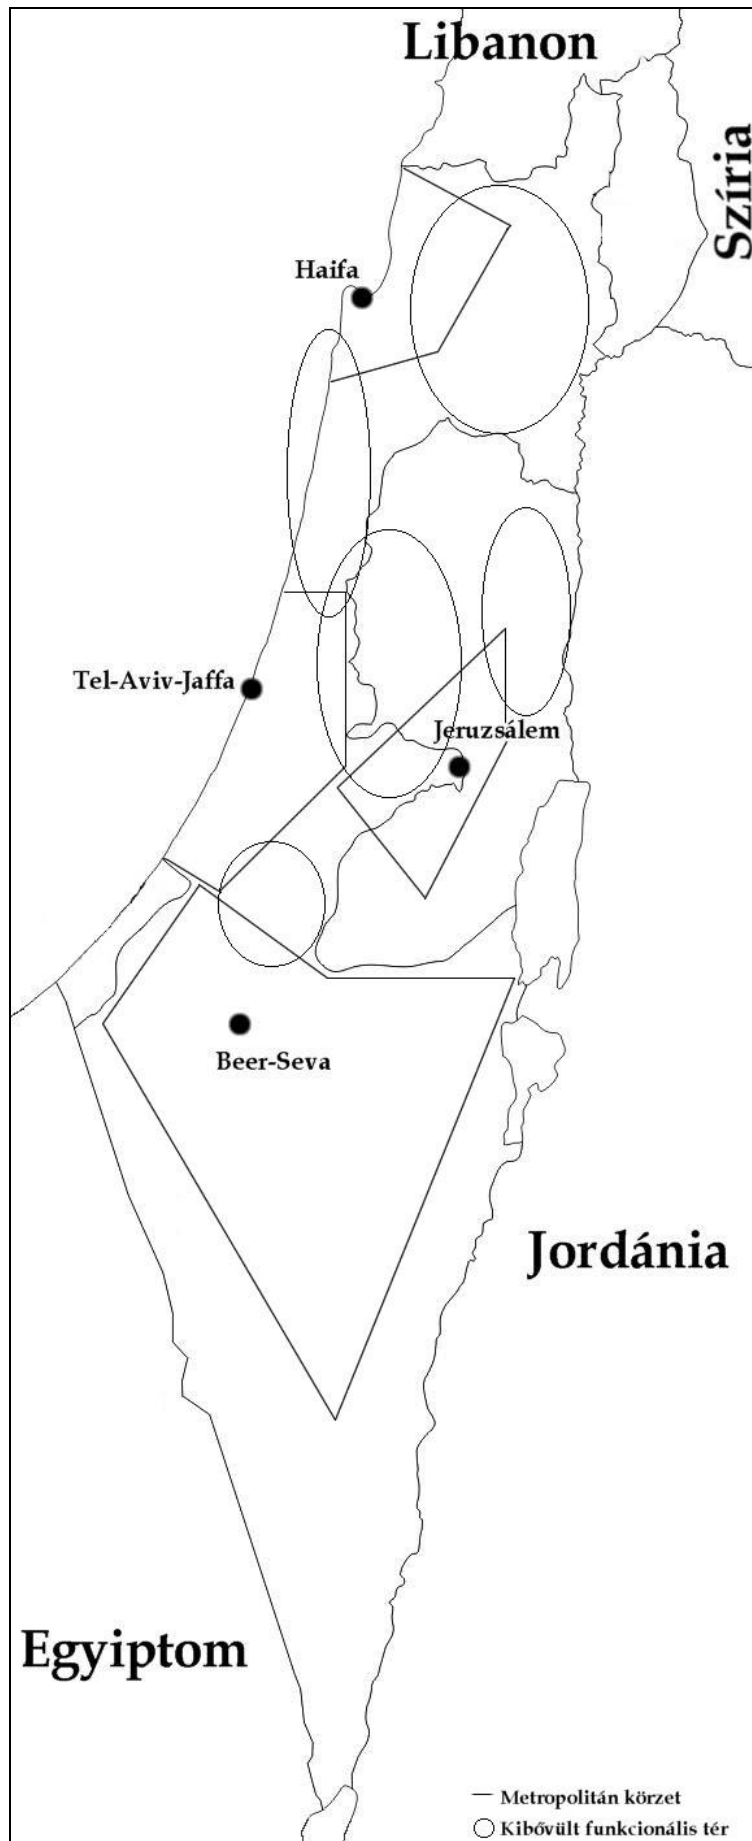 Libanon
Szíria
Haifa
Tel-Aviv-Jaffa
Jeruzsálem
Beer-Seva
Jordánia
Egyiptom
Metropolitán körzet
Kibővült funkcionális tér